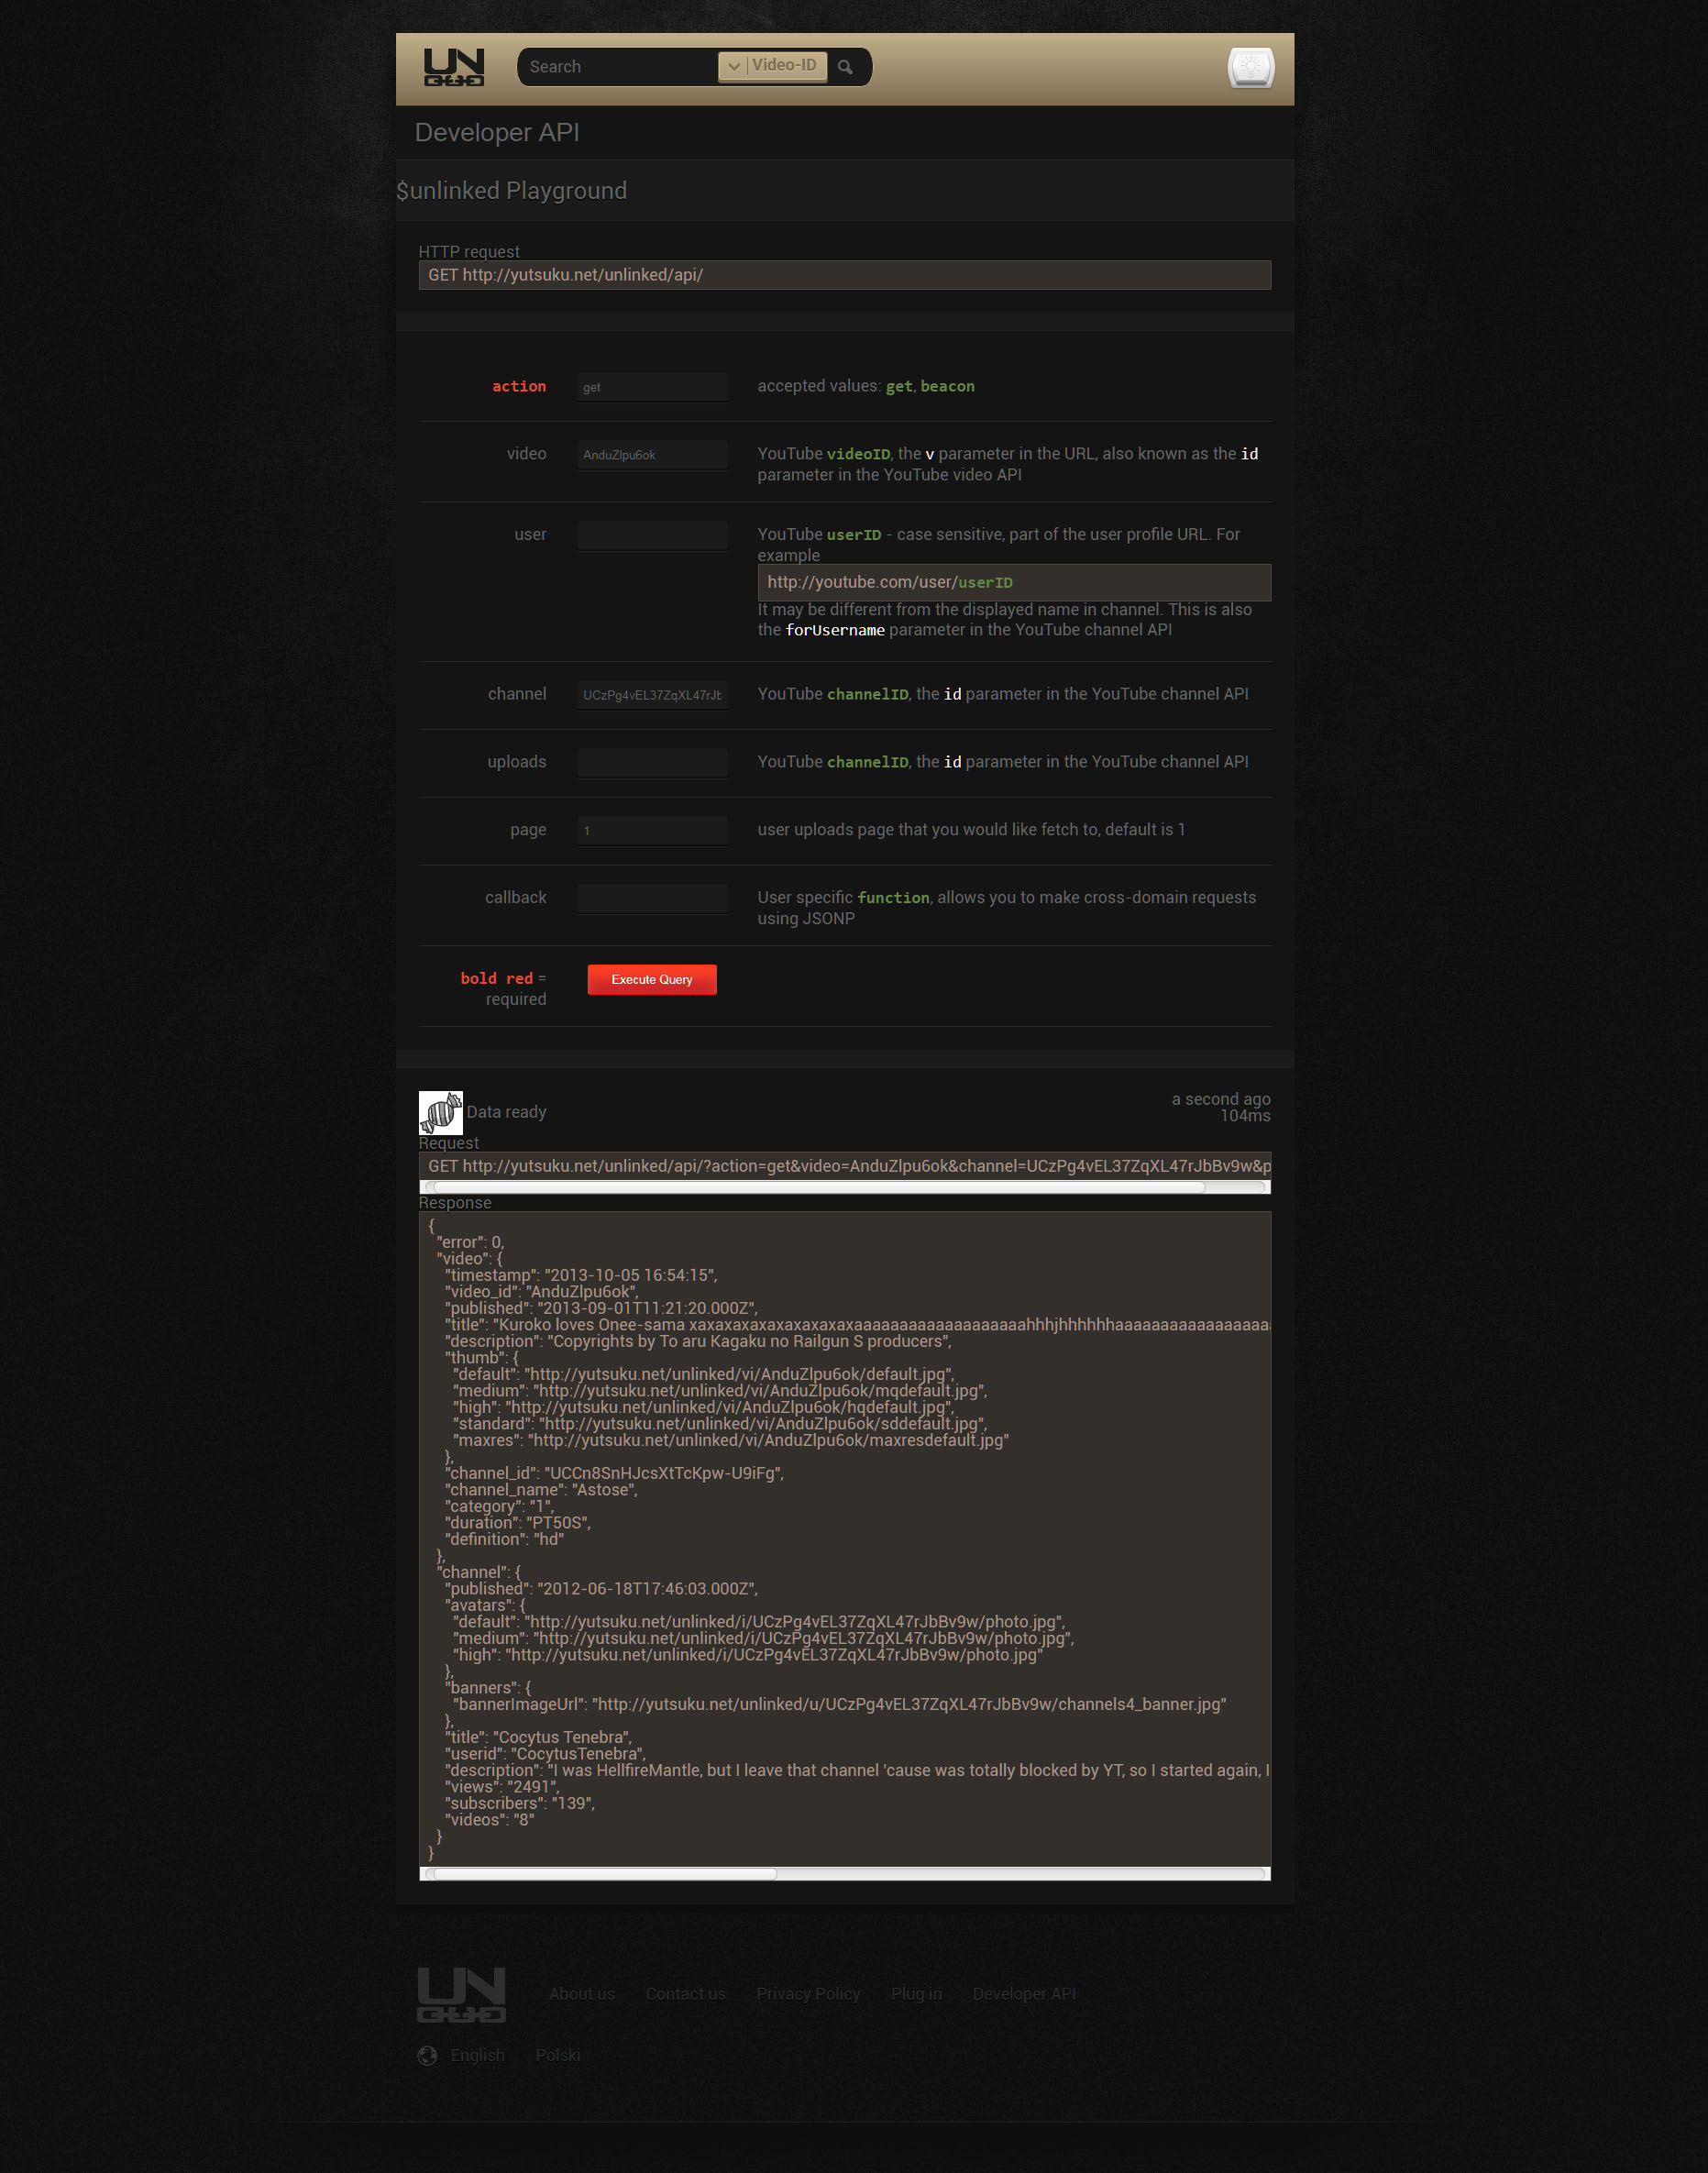 UN
Search
Video-ID
Developer API
$unlinked Playground
HTTP request
GET http://yutsuku.net/unlinked/api/
action
get
accepted values: get, beacon
video
AnduZlpu6ok
YouTube videoID, the v parameter in the URL, also known as the id
parameter in the YouTube video API
user
YouTube userID - case sensitive, part of the user profile URL. For
example
http://youtube.com/user/userID
It may be different from the displayed name in channel. This is also
the forUsername parameter in the YouTube channel API
channel
UCzPg4vEL37ZqXL47rJb
YouTube channelID, the id parameter in the YouTube channel API
uploads
YouTube channelID, the id parameter in the YouTube channel API
page
1
user uploads page that you would like fetch to, default is 1
callback
User specific function, allows you to make cross-domain requests
using JSONP
bold red =
required
Execute Query
Data ready
a second ago
104ms
Request
GET http://yutsuku.net/unlinked/api/?action=get&video=AnduZlpu6ok&channel=UCzPg4vEL37ZqXL47rJbBv9w&p
Response
{
"error": 0,
"video": {
"timestamp": "2013-10-05 16:54:15",
"video_id": "AnduZlpu6ok",
"published": "2013-09-01T11:21:20.000Z",
"title": "Kuroko loves Onee-sama xaxaxaxaxaxaxaxaxaxaaaaaaaaaaaaaaaaaaahhhjhhhhhhaaaaaaaaaaaaaaaaa
"description": "Copyrights by To aru Kagaku no Railgun S producers",
"thumb": {
"default": "http://yutsuku.net/unlinked/vi/AnduZlpu6ok/default.jpg",
"medium": "http://yutsuku.net/unlinked/vi/AnduZlpu6ok/mqdefault.jpg",
"high": "http://yutsuku.net/unlinked/vi/AnduZlpu6ok/hqdefault.jpg",
"standard": "http://yutsuku.net/unlinked/vi/AnduZlpu6ok/sddefault.jpg",
"maxres": "http://yutsuku.net/unlinked/vi/AnduZlpu6ok/maxresdefault.jpg"
},
"channel_id": "UCCn8SnHJcsXtTcKpw-U9iFg",
"channel_name": "Astose",
"category": "1",
"duration": "PT50S",
"definition": "hd"
},
"channel": {
"published": "2012-06-18T17:46:03.000Z",
"avatars": {
"default": "http://yutsuku.net/unlinked/i/UCzPg4vEL37ZqXL47rJbBv9w/photo.jpg",
"medium": "http://yutsuku.net/unlinked/i/UCzPg4vEL37ZqXL47rJbBv9w/photo.jpg",
"high": "http://yutsuku.net/unlinked/i/UCzPg4vEL37ZqXL47rJbBv9w/photo.jpg"
},
"banners": {
"bannerImageUrl": "http://yutsuku.net/unlinked/u/UCzPg4vEL37ZqXL47rJbBv9w/channels4_banner.jpg"
},
"title": "Cocytus Tenebra",
"userid": "CocytusTenebra",
"description": "I was HellfireMantle, but I leave that channel 'cause was totally blocked by YT, so I started again, I
"views": "2491",
"subscribers": "139",
"videos": "8"
}
}
UN
About us
Contact us
Privacy Policy
Plug in
Developer API
English
Polski